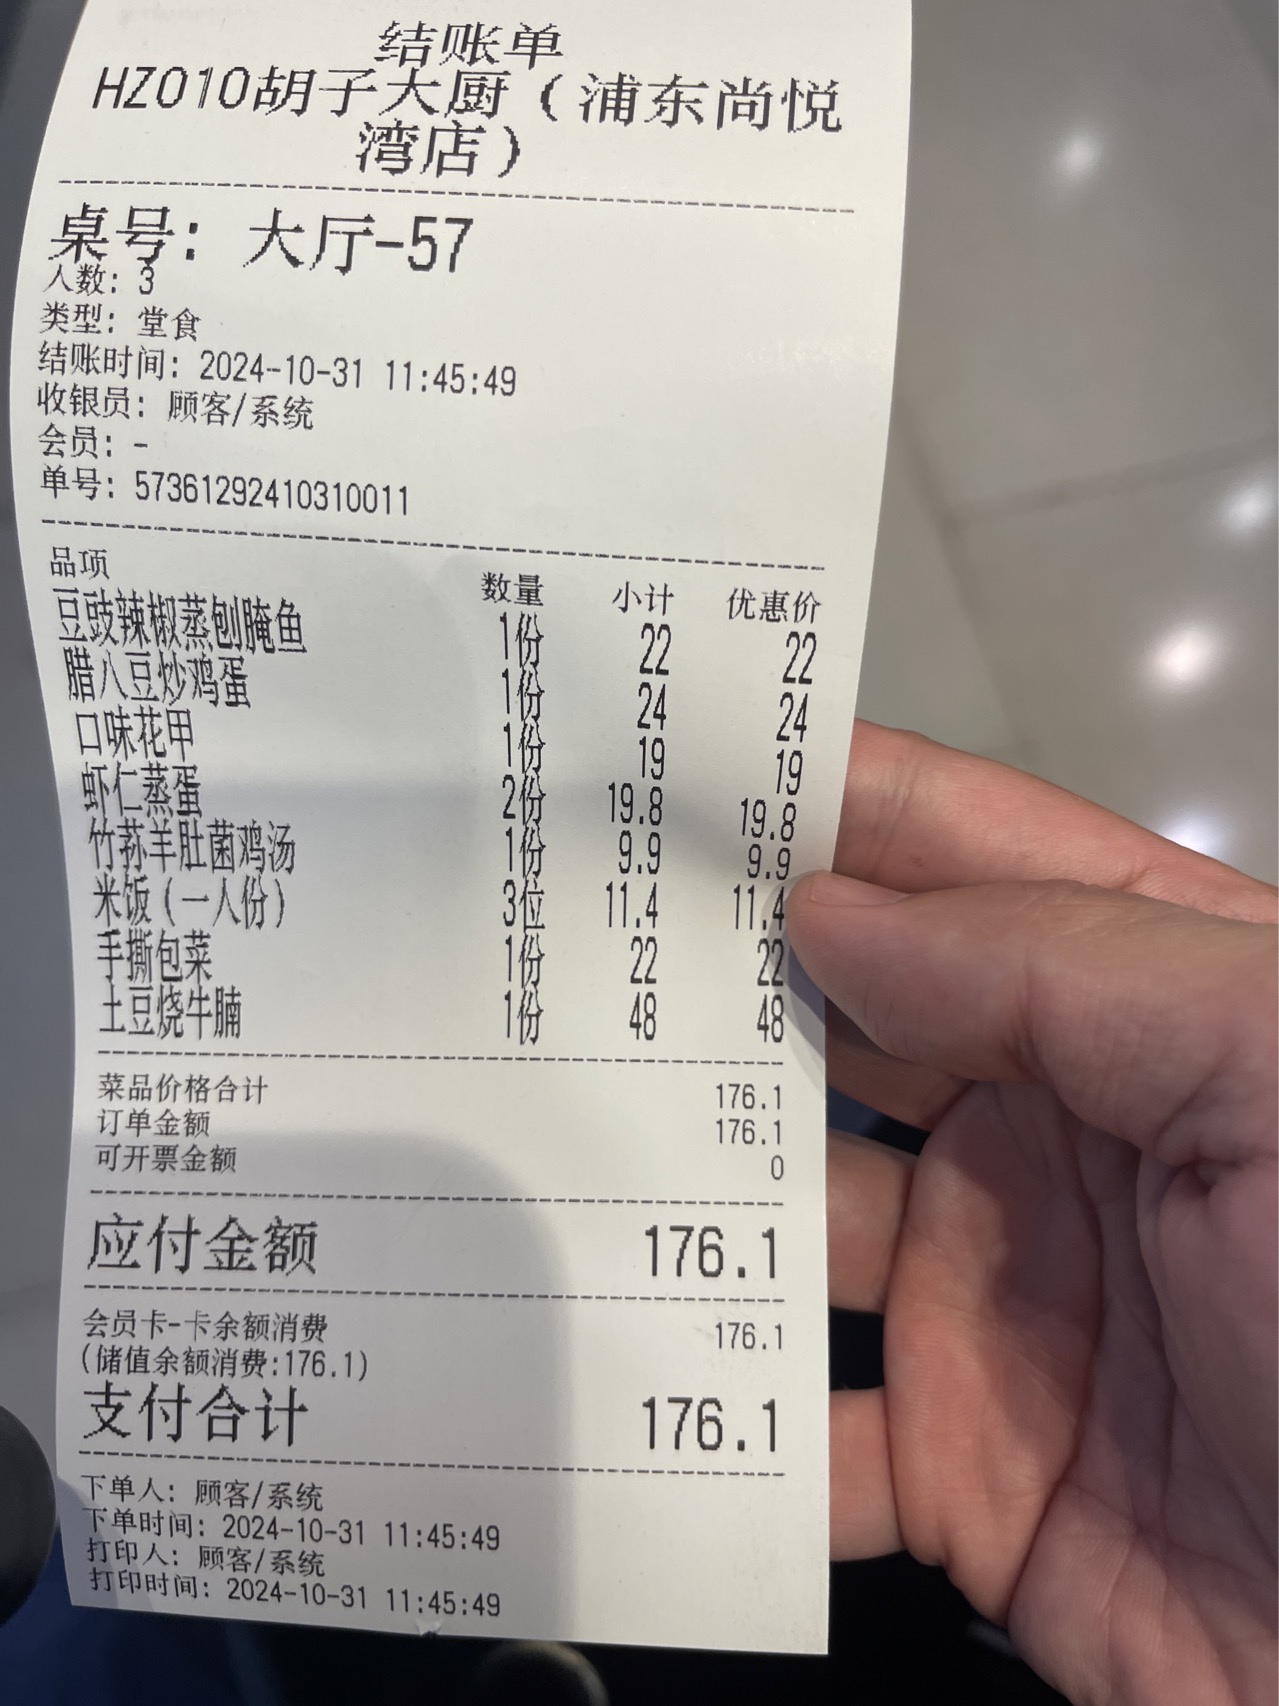 结账单
HZ010胡子大厨(浦东尚悦
湾店)
桌号: 大厅-57
人数: 3
类型: 堂食
结账时间: 2024-10-31 11:45:49
收银员: 顾客/系统
会员: -
单号: 57361292410310011
品项 数量 小计 优惠价
豆豉辣椒蒸刨腌鱼 1份 22 22
腊八豆炒鸡蛋 1份 24 24
口味花甲 1份 19 19
虾仁蒸蛋 2份 19.8 19.8
竹荪羊肚菌鸡汤 1份 9.9 9.9
米饭(一人份) 3位 11.4 11.4
手撕包菜 1份 22 22
土豆烧牛腩 1份 48 48
菜品价格合计 176.1
订单金额 176.1
可开票金额 0
应付金额 176.1
会员卡-卡余额消费 176.1
(储值余额消费:176.1)
支付合计 176.1
下单人: 顾客/系统
下单时间: 2024-10-31 11:45:49
打印人: 顾客/系统
打印时间: 2024-10-31 11:45:49